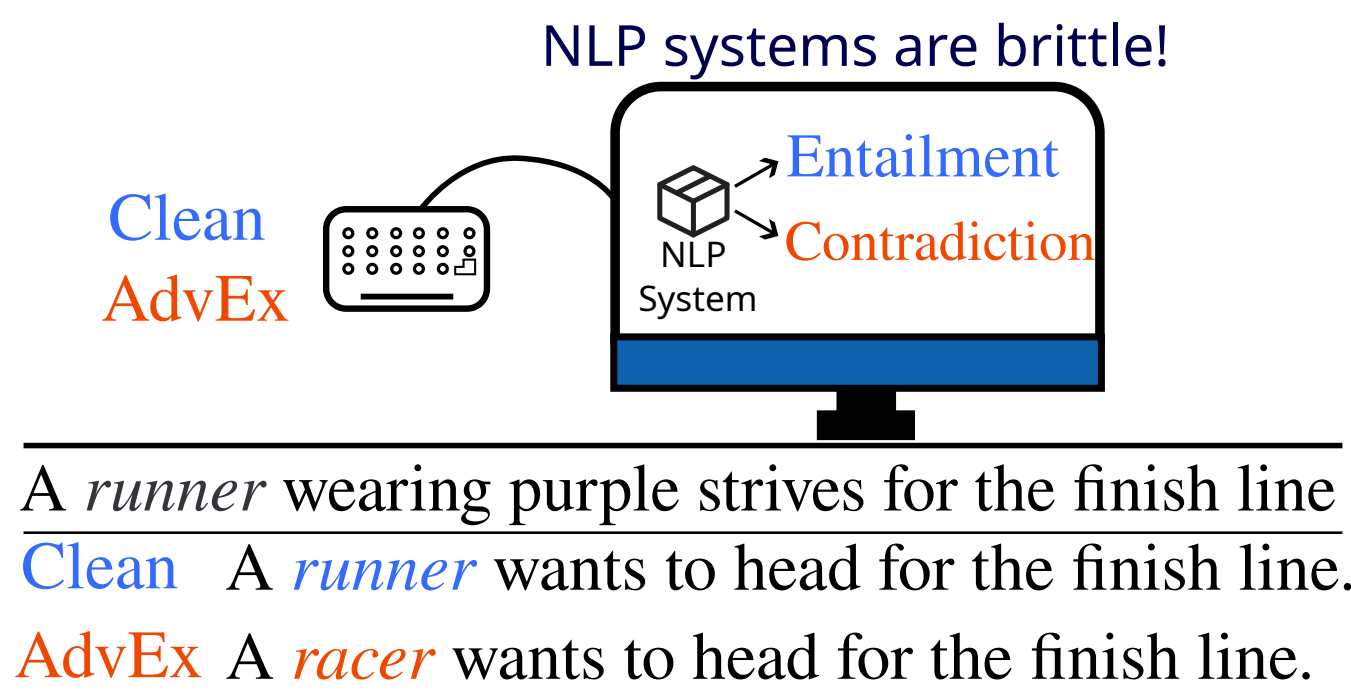 NLP systems are brittle!
Entailment
Clean
Contradiction
NLP
System
AdvEx
A runner wearing purple strives for the finish line
Clean A runner wants to head for the finish line.
AdvEx A racer wants to head for the finish line.